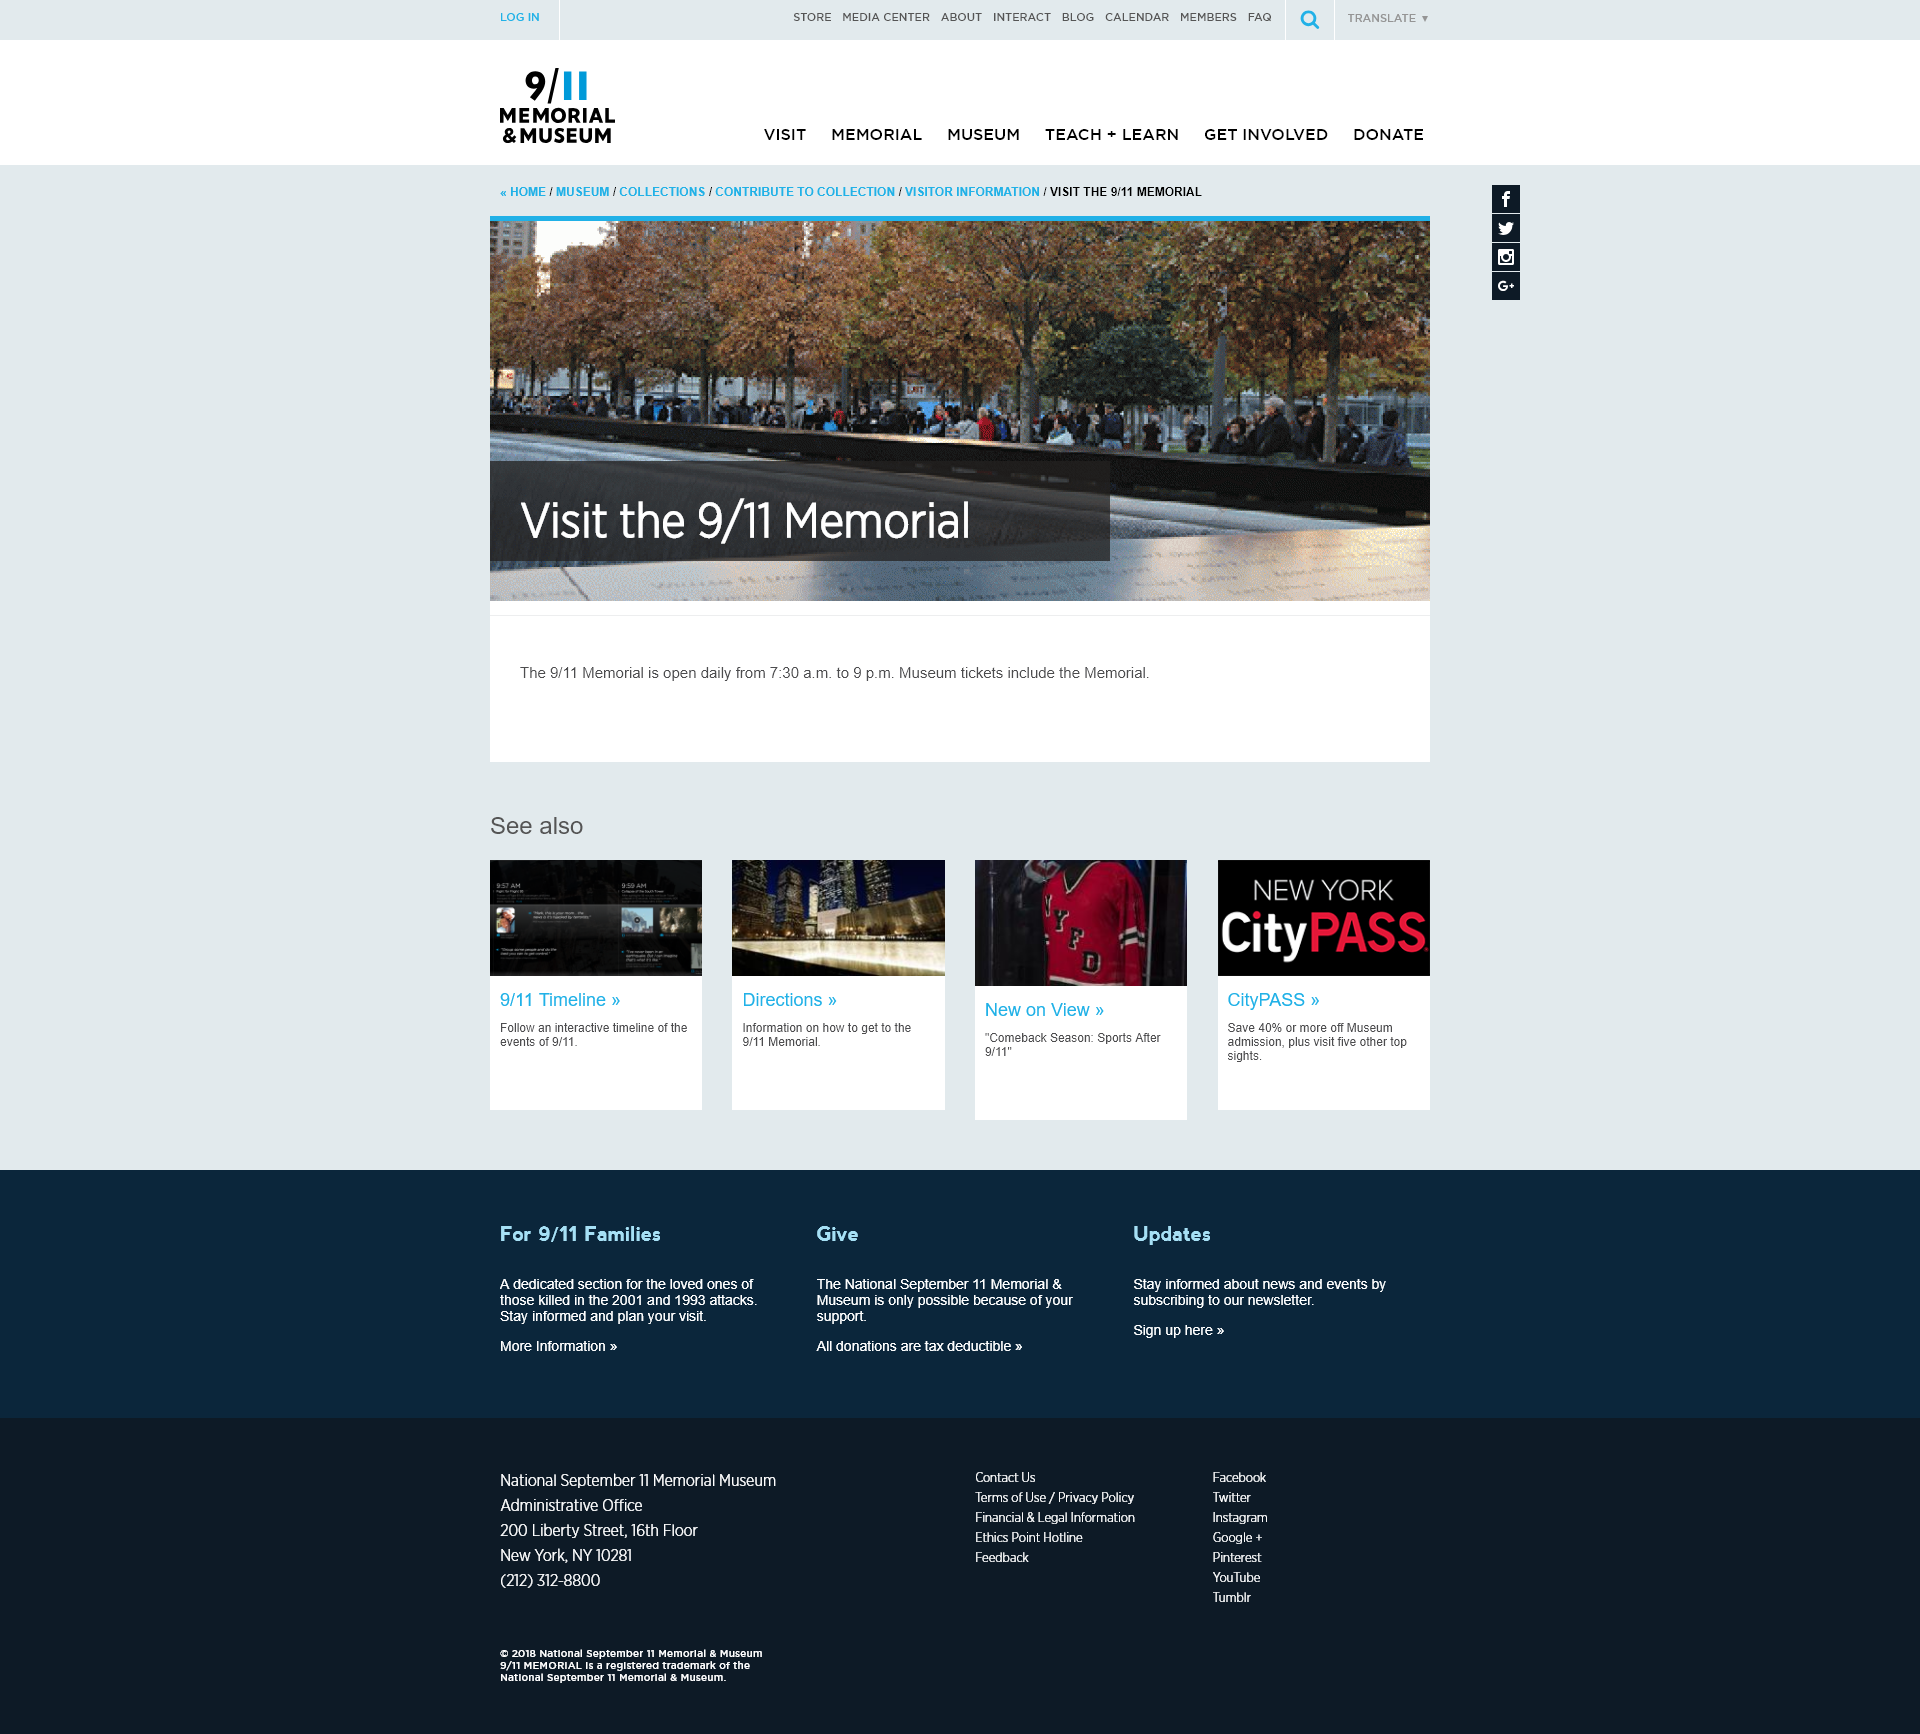 LOG IN
STORE MEDIA CENTER ABOUT INTERACT BLOG CALENDAR MEMBERS FAQ
TRANSLATE ▼
9/11
MEMORIAL
& MUSEUM
VISIT MEMORIAL MUSEUM TEACH + LEARN GET INVOLVED DONATE
« HOME / MUSEUM / COLLECTIONS / CONTRIBUTE TO COLLECTION / VISITOR INFORMATION / VISIT THE 9/11 MEMORIAL
Visit the 9/11 Memorial
The 9/11 Memorial is open daily from 7:30 a.m. to 9 p.m. Museum tickets include the Memorial.
See also
9:57 AM
9:59 AM
NYFD
NEW YORK
CityPASS
9/11 Timeline »
Follow an interactive timeline of the
events of 9/11.
Directions »
Information on how to get to the
9/11 Memorial.
New on View »
"Comeback Season: Sports After
9/11"
CityPASS »
Save 40% or more off Museum
admission, plus visit five other top
sights.
For 9/11 Families
A dedicated section for the loved ones of
those killed in the 2001 and 1993 attacks.
Stay informed and plan your visit.
More Information »
Give
The National September 11 Memorial &
Museum is only possible because of your
support.
All donations are tax deductible »
Updates
Stay informed about news and events by
subscribing to our newsletter.
Sign up here »
National September 11 Memorial Museum
Administrative Office
200 Liberty Street, 16th Floor
New York, NY 10281
(212) 312-8800
Contact Us
Terms of Use / Privacy Policy
Financial & Legal Information
Ethics Point Hotline
Feedback
Facebook
Twitter
Instagram
Google +
Pinterest
YouTube
Tumblr
© 2018 National September 11 Memorial & Museum
9/11 MEMORIAL is a registered trademark of the
National September 11 Memorial & Museum.